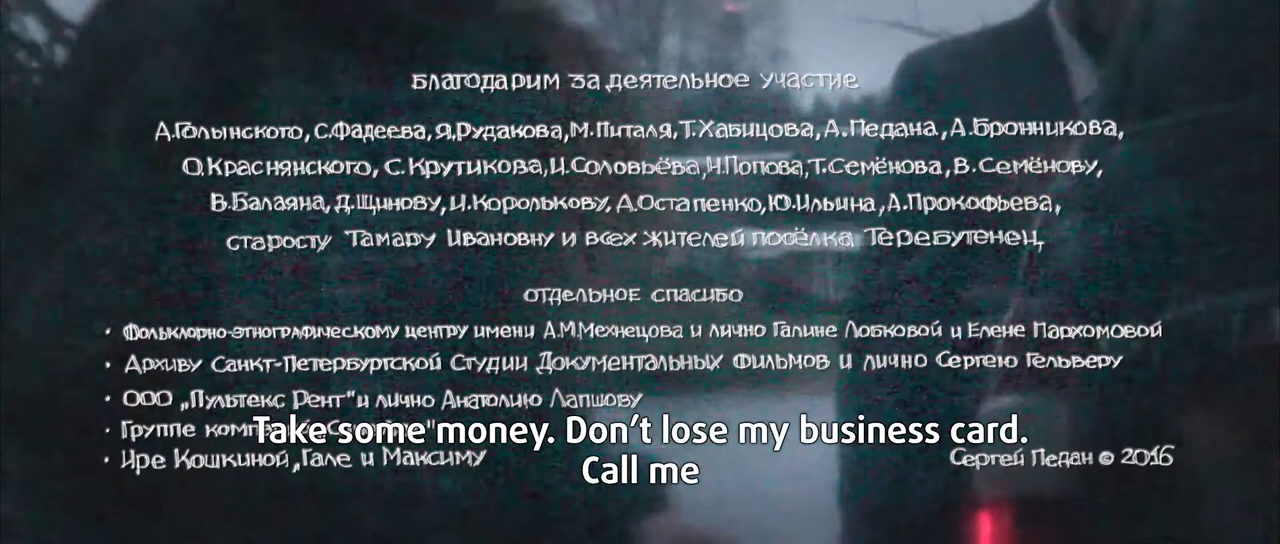 Благодарим за деятельное участие
А.Голынского, С.Фадеева, Я.Рудакова, М.Питаля, Т.Хабицова, А.Педана, А.Бронникова,
О.Краснянского, С.Крутикова, И.Соловьёва, Н.Попова, Т.Семёнова, В.Семёнову,
В.Балаяна, Д.Щинову, И.Королькову, А.Остапенко, Ю.Ильина, А.Прокофьева,
старосту Тамару Ивановну и всех жителей посёлка Теребутенец,
отдельное спасибо
· Фольклорно-этнографическому центру имени А.М.Мехнецова и лично Галине Лобковой и Елене Пархомовой
· Архиву Санкт-Петербургской Студии Документальных Фильмов и лично Сергею Гельверу
· ООО „Пультекс Рент" и лично Анатолию Лапшову
· Группе
Take some money. Don't lose my business card.
· Ире Кошкиной, Гале и Максиму
Сергей Педан © 2016
Call me